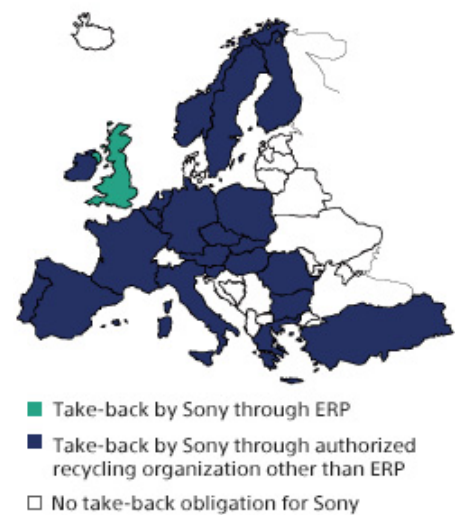 Take-back by Sony through ERP
Take-back by Sony through authorized
recycling organization other than ERP
No take-back obligation for Sony